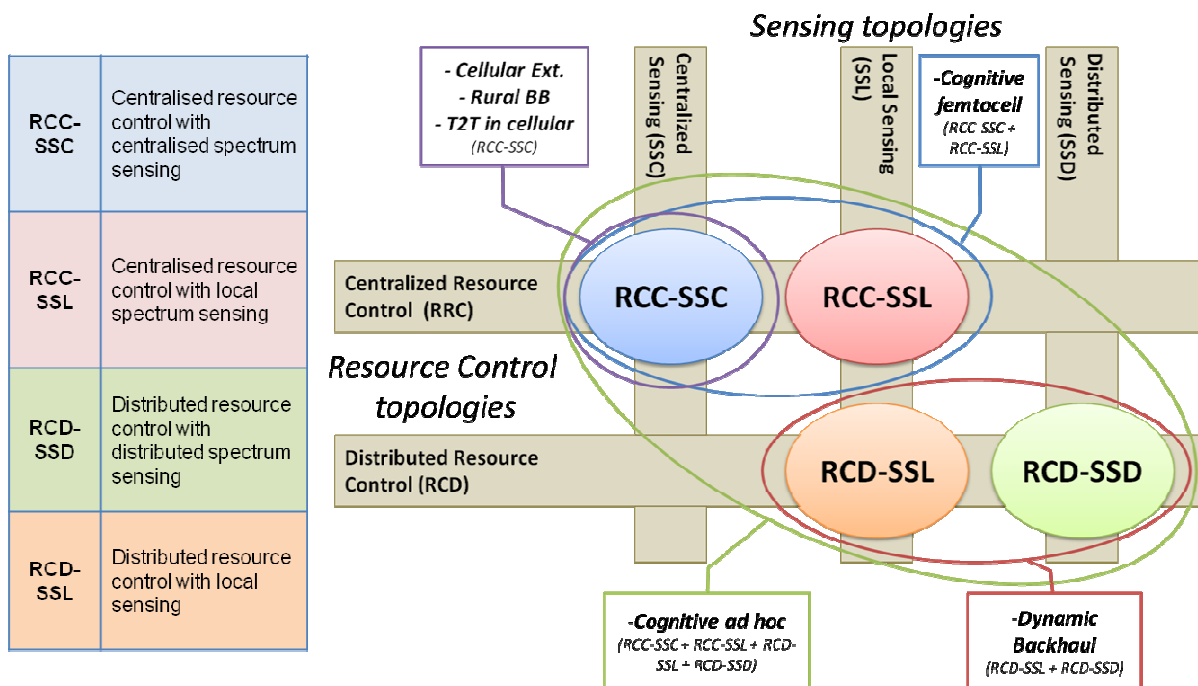 RCC-
SSC
Centralised resource
control with
centralised spectrum
sensing
RCC-
SSL
Centralised resource
control with local
spectrum sensing
RCD-
SSD
Distributed resource
control with
distributed spectrum
sensing
RCD-
SSL
Distributed resource
control with local
sensing
Sensing topologies
- Cellular Ext.
- Rural BB
- T2T in cellular
(RCC-SSC)
Centralized
Sensing (SSC)
Local Sensing
(SSL)
-Cognitive
femtocell
(RCC SSC +
RCC-SSL)
Distributed
Sensing (SSD)
Centralized Resource
Control (RRC)
RCC-SSC
RCC-SSL
Resource Control
topologies
Distributed Resource
Control (RCD)
RCD-SSL
RCD-SSD
-Cognitive ad hoc
(RCC-SSC + RCC-SSL + RCD-
SSL + RCD-SSD)
-Dynamic
Backhaul
(RCD-SSL + RCD-SSD)